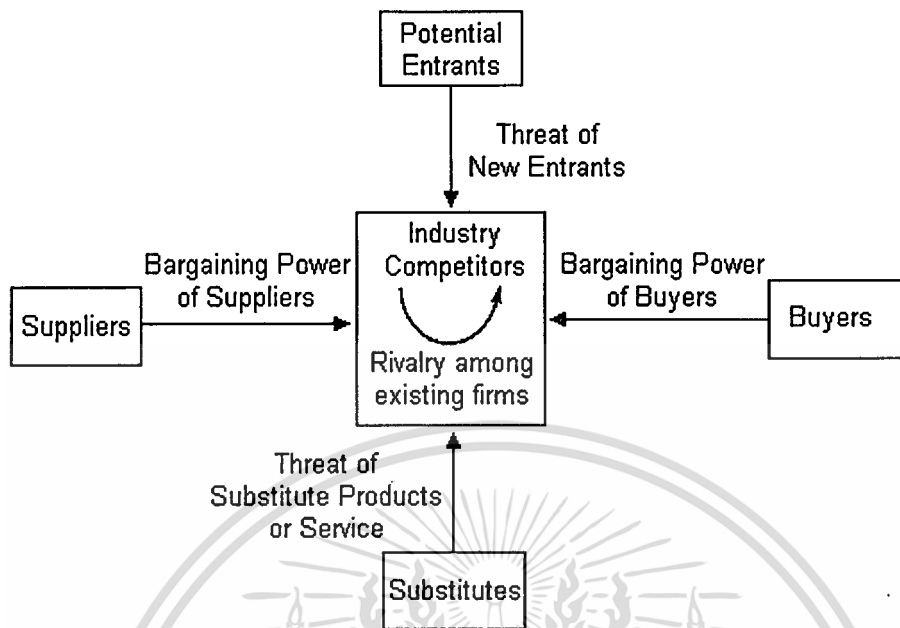 Potential
Entrants
Threat of
New Entrants
Industry
Competitors
Bargaining Power
of Suppliers
Bargaining Power
of Buyers
Suppliers
Buyers
Rivalry among
existing firms
Threat of
Substitute Products
or Service
Substitutes